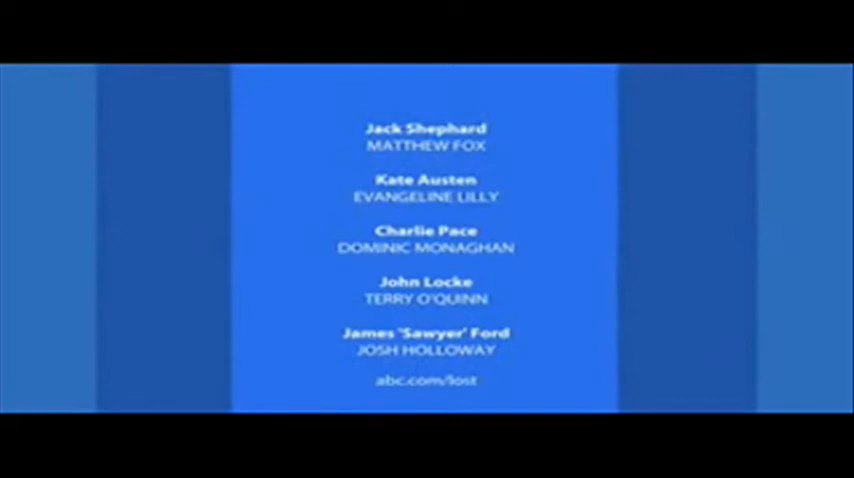 Jack Shephard
MATTHEW FOX
Kate Austen
EVANGELINE LILLY
Charlie Pace
DOMINIC MONAGHAN
John Locke
TERRY O'QUINN
James 'Sawyer' Ford
JOSH HOLLOWAY
abc.com/lost